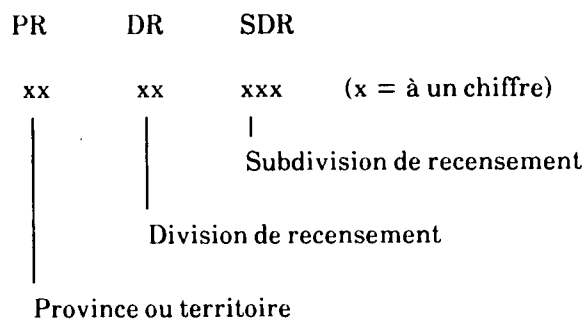 PR DR SDR
xx xx xxx (x = à un chiffre)
Subdivision de recensement
Division de recensement
Province ou territoire